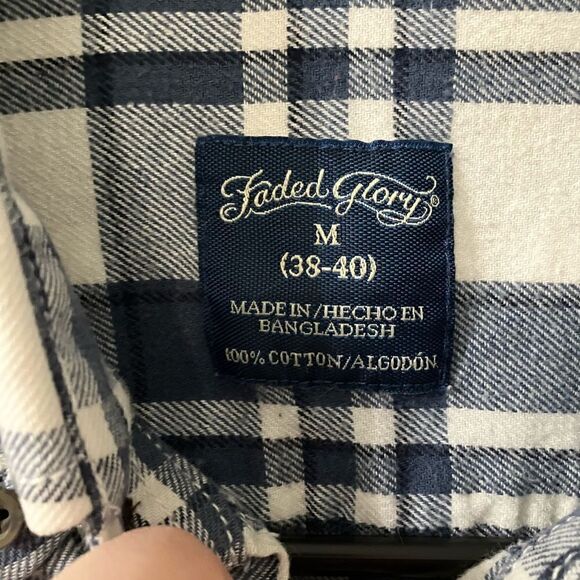 Faded Glory®
M
(38-40)
MADE IN/HECHO EN
BANGLADESH
100% COTTON/ALGODÓN